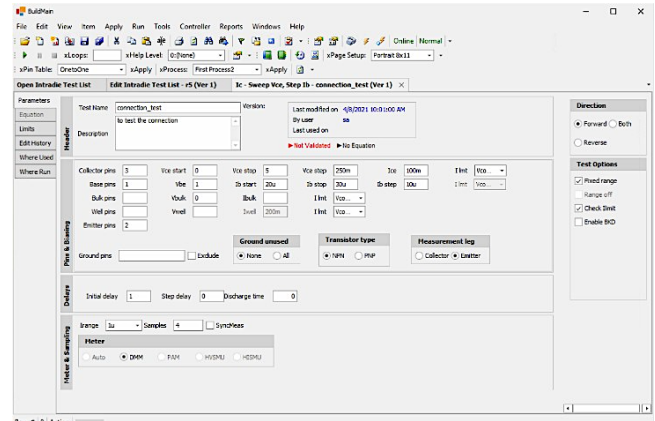 BuildMain
File Edit View Item Apply Run Tools Controller Reports Windows Help
Online Normal
xLoops: xHelp Level: 0:(None) xPage Setup: Portrait 8x11
xPin Table: OnetoOne xApply xProcess: First Process2 xApply
Open Intradie Test List Edit Intradie Test List - r5 (Ver 1) Ic - Sweep Vce, Step Ib - connection_test (Ver 1) ×
Parameters
Equation
Limits
Edit History
Where Used
Where Run
Header
Test Name connection_test Version:
Description to test the connection
Last modified on 4/8/2021 10:01:00 AM
By user sa
Last used on
Not Validated No Equation
Pins & Biasing
Collector pins 3 Vce start 0 Vce stop 5 Vce step 250m Ice 100m I lmt Vco...
Base pins 1 Vbe 1 Ib start 20u Ib stop 30u Ib step 10u I lmt Vco...
Bulk pins Vbulk 0 Ibulk I lmt Vco...
Well pins Vwell Iwell 200m I lmt Vco...
Emitter pins 2
Ground pins Exclude
Ground unused
None All
Transistor type
NPN PNP
Measurement leg
Collector Emitter
Delays
Initial delay 1 Step delay 0 Discharge time 0
Meter & Sampling
Irange 1u Samples 4 SyncMeas
Meter
Auto DMM PAM HVSMU HISMU
Direction
Forward Both
Reverse
Test Options
Fixed range
Range off
Check Ilimit
Enable BKD